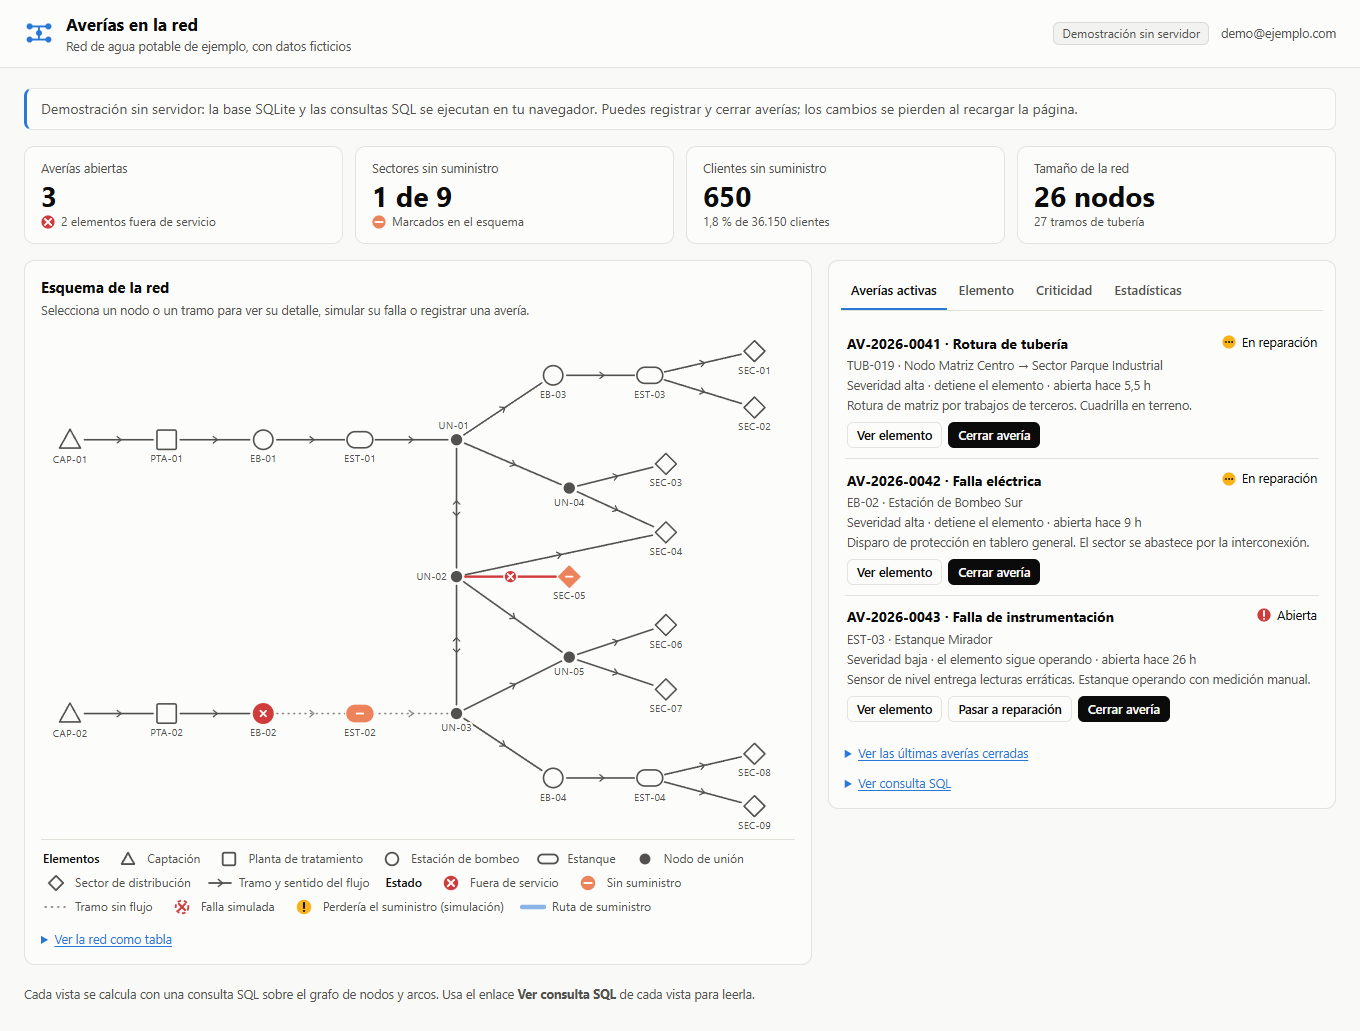 Averías en la red
Red de agua potable de ejemplo, con datos ficticios
Demostración sin servidor
demo@ejemplo.com
Demostración sin servidor: la base SQLite y las consultas SQL se ejecutan en tu navegador. Puedes registrar y cerrar averías; los cambios se pierden al recargar la página.
Averías abiertas
3
2 elementos fuera de servicio
Sectores sin suministro
1 de 9
Marcados en el esquema
Clientes sin suministro
650
1,8 % de 36.150 clientes
Tamaño de la red
26 nodos
27 tramos de tubería
Esquema de la red
Selecciona un nodo o un tramo para ver su detalle, simular su falla o registrar una avería.
SEC-01
EB-03
EST-03
SEC-02
UN-01
CAP-01
PTA-01
EB-01
EST-01
SEC-03
UN-04
SEC-04
UN-02
SEC-05
SEC-06
UN-05
SEC-07
CAP-02
PTA-02
EB-02
EST-02
UN-03
SEC-08
EB-04
EST-04
SEC-09
Elementos
Captación
Planta de tratamiento
Estación de bombeo
Estanque
Nodo de unión
Sector de distribución
Tramo y sentido del flujo
Estado
Fuera de servicio
Sin suministro
Tramo sin flujo
Falla simulada
Perdería el suministro (simulación)
Ruta de suministro
Ver la red como tabla
Averías activas
Elemento
Criticidad
Estadísticas
AV-2026-0041 · Rotura de tubería
En reparación
TUB-019 · Nodo Matriz Centro → Sector Parque Industrial
Severidad alta · detiene el elemento · abierta hace 5,5 h
Rotura de matriz por trabajos de terceros. Cuadrilla en terreno.
Ver elemento
Cerrar avería
AV-2026-0042 · Falla eléctrica
En reparación
EB-02 · Estación de Bombeo Sur
Severidad alta · detiene el elemento · abierta hace 9 h
Disparo de protección en tablero general. El sector se abastece por la interconexión.
Ver elemento
Cerrar avería
AV-2026-0043 · Falla de instrumentación
Abierta
EST-03 · Estanque Mirador
Severidad baja · el elemento sigue operando · abierta hace 26 h
Sensor de nivel entrega lecturas erráticas. Estanque operando con medición manual.
Ver elemento
Pasar a reparación
Cerrar avería
Ver las últimas averías cerradas
Ver consulta SQL
Cada vista se calcula con una consulta SQL sobre el grafo de nodos y arcos. Usa el enlace Ver consulta SQL de cada vista para leerla.